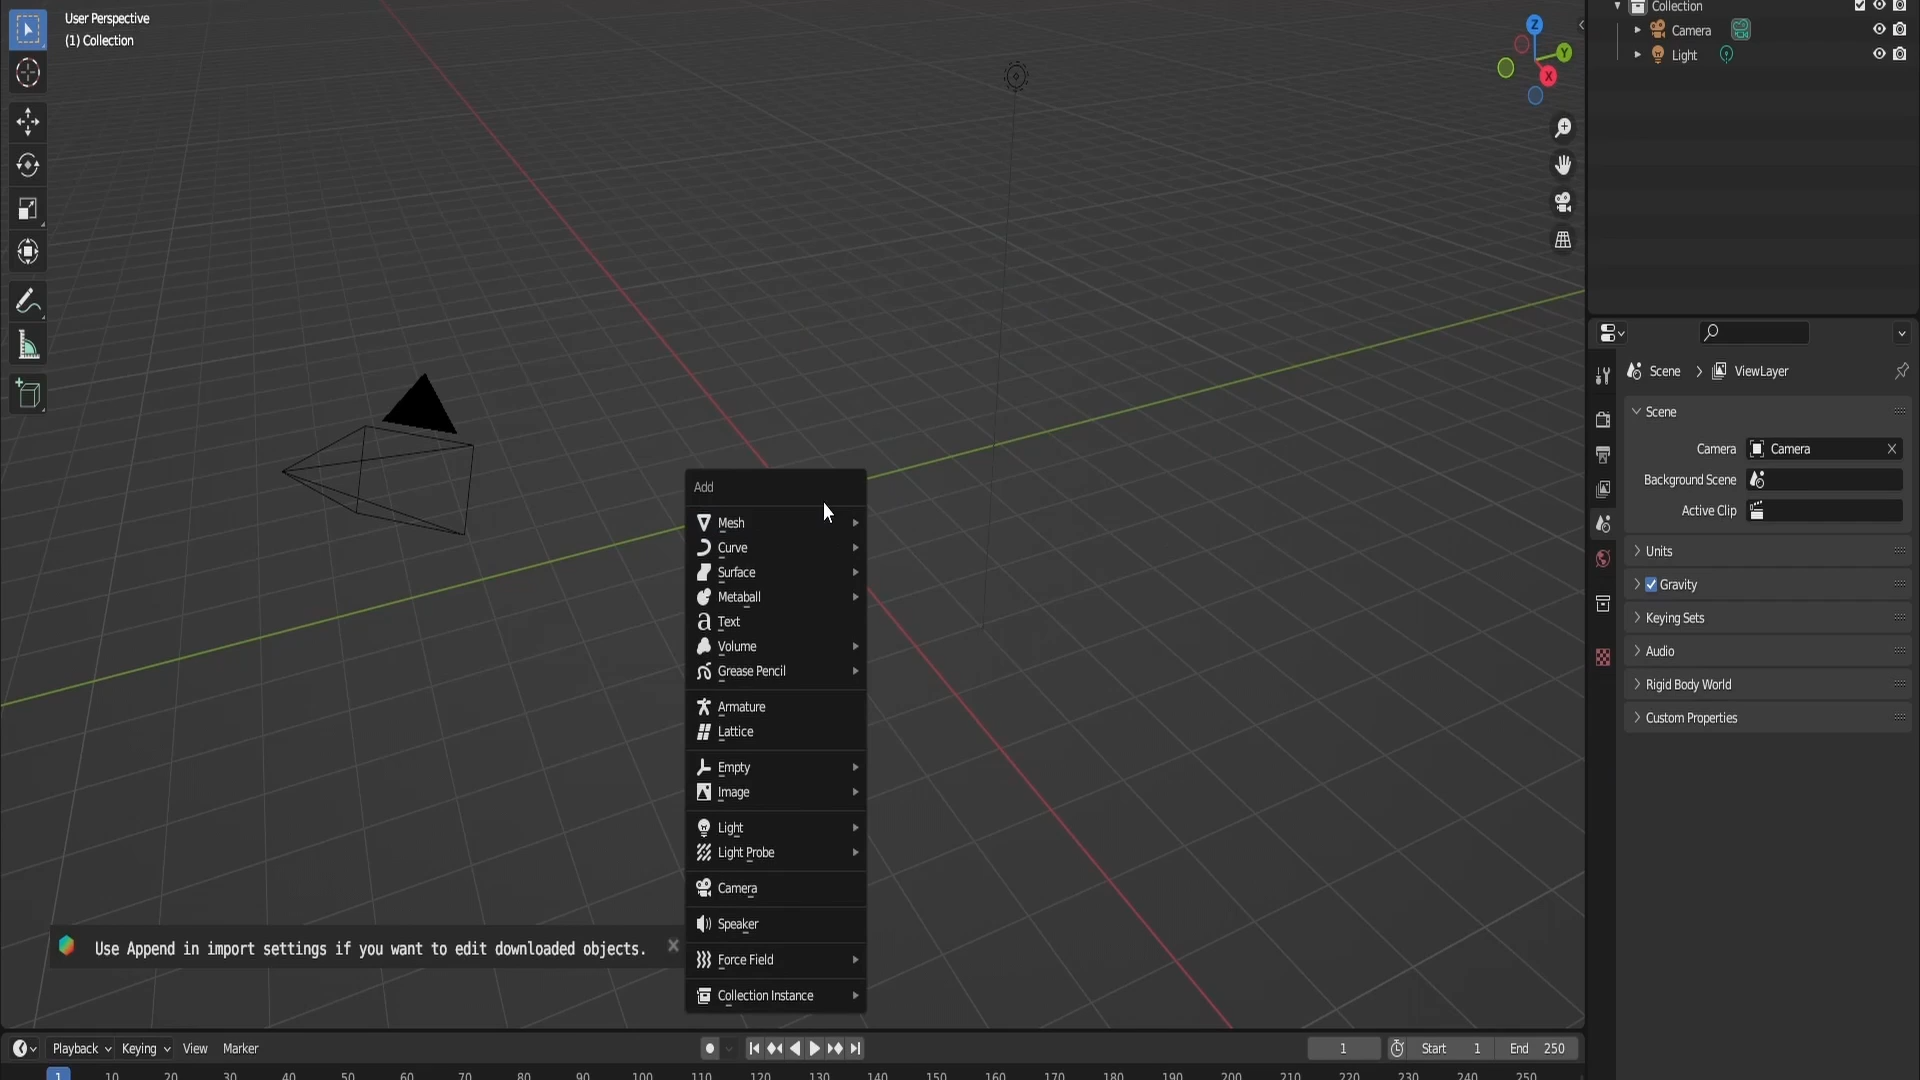 User Perspective
(1) Collection
Z
Y
X
Collection
Camera
Light
Scene > ViewLayer
Scene
Camera Camera
Background Scene
Active Clip
Units
Gravity
Keying Sets
Audio
Rigid Body World
Custom Properties
Add
Mesh
Curve
Surface
Metaball
Text
Volume
Grease Pencil
Armature
Lattice
Empty
Image
Light
Light Probe
Camera
Speaker
Force Field
Collection Instance
Use Append in import settings if you want to edit downloaded objects.
Playback Keying View Marker 1 Start 1 End 250
1 10 20 30 40 50 60 70 80 90 100 110 120 130 140 150 160 170 180 190 200 210 220 230 240 250